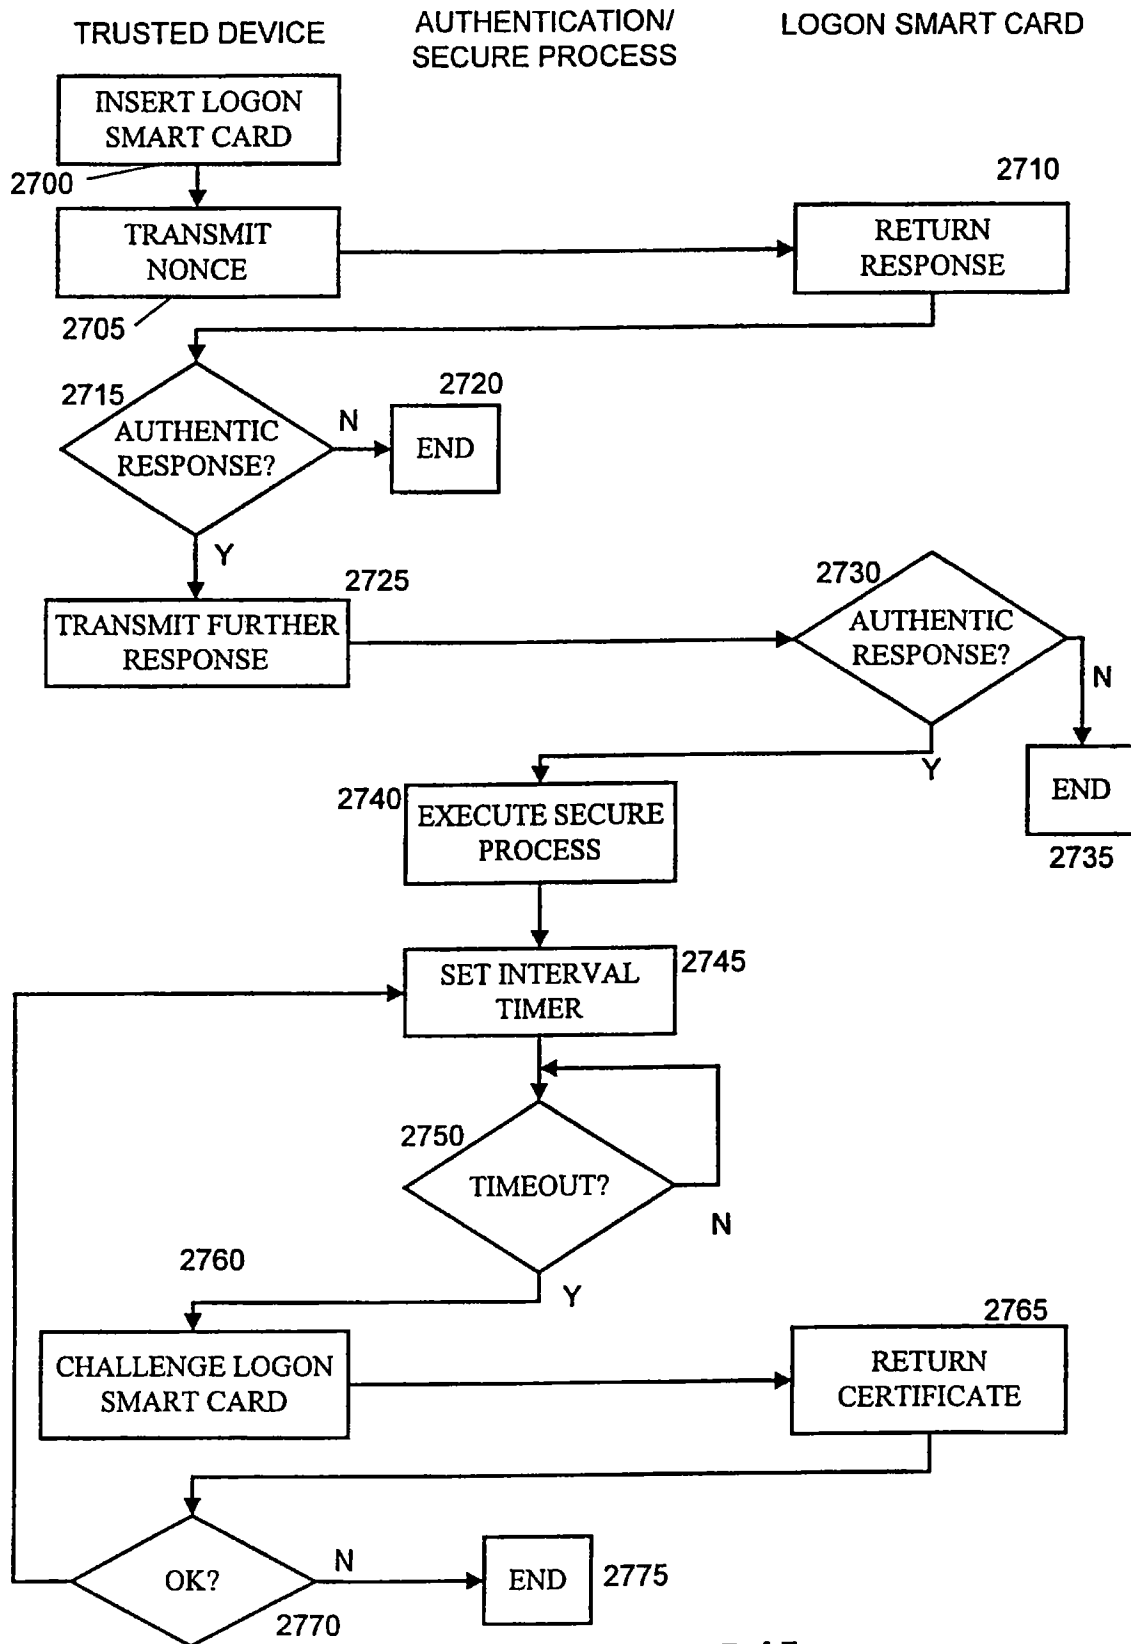 TRUSTED DEVICE
AUTHENTICATION/
SECURE PROCESS
LOGON SMART CARD
INSERT LOGON
SMART CARD
2700
TRANSMIT
NONCE
2705
2710
RETURN
RESPONSE
2715
AUTHENTIC
RESPONSE?
N
2720
END
Y
2725
TRANSMIT FURTHER
RESPONSE
2730
AUTHENTIC
RESPONSE?
N
Y
END
2735
2740
EXECUTE SECURE
PROCESS
SET INTERVAL
TIMER
2745
2750
TIMEOUT?
N
Y
2760
CHALLENGE LOGON
SMART CARD
2765
RETURN
CERTIFICATE
OK?
N
2770
END
2775